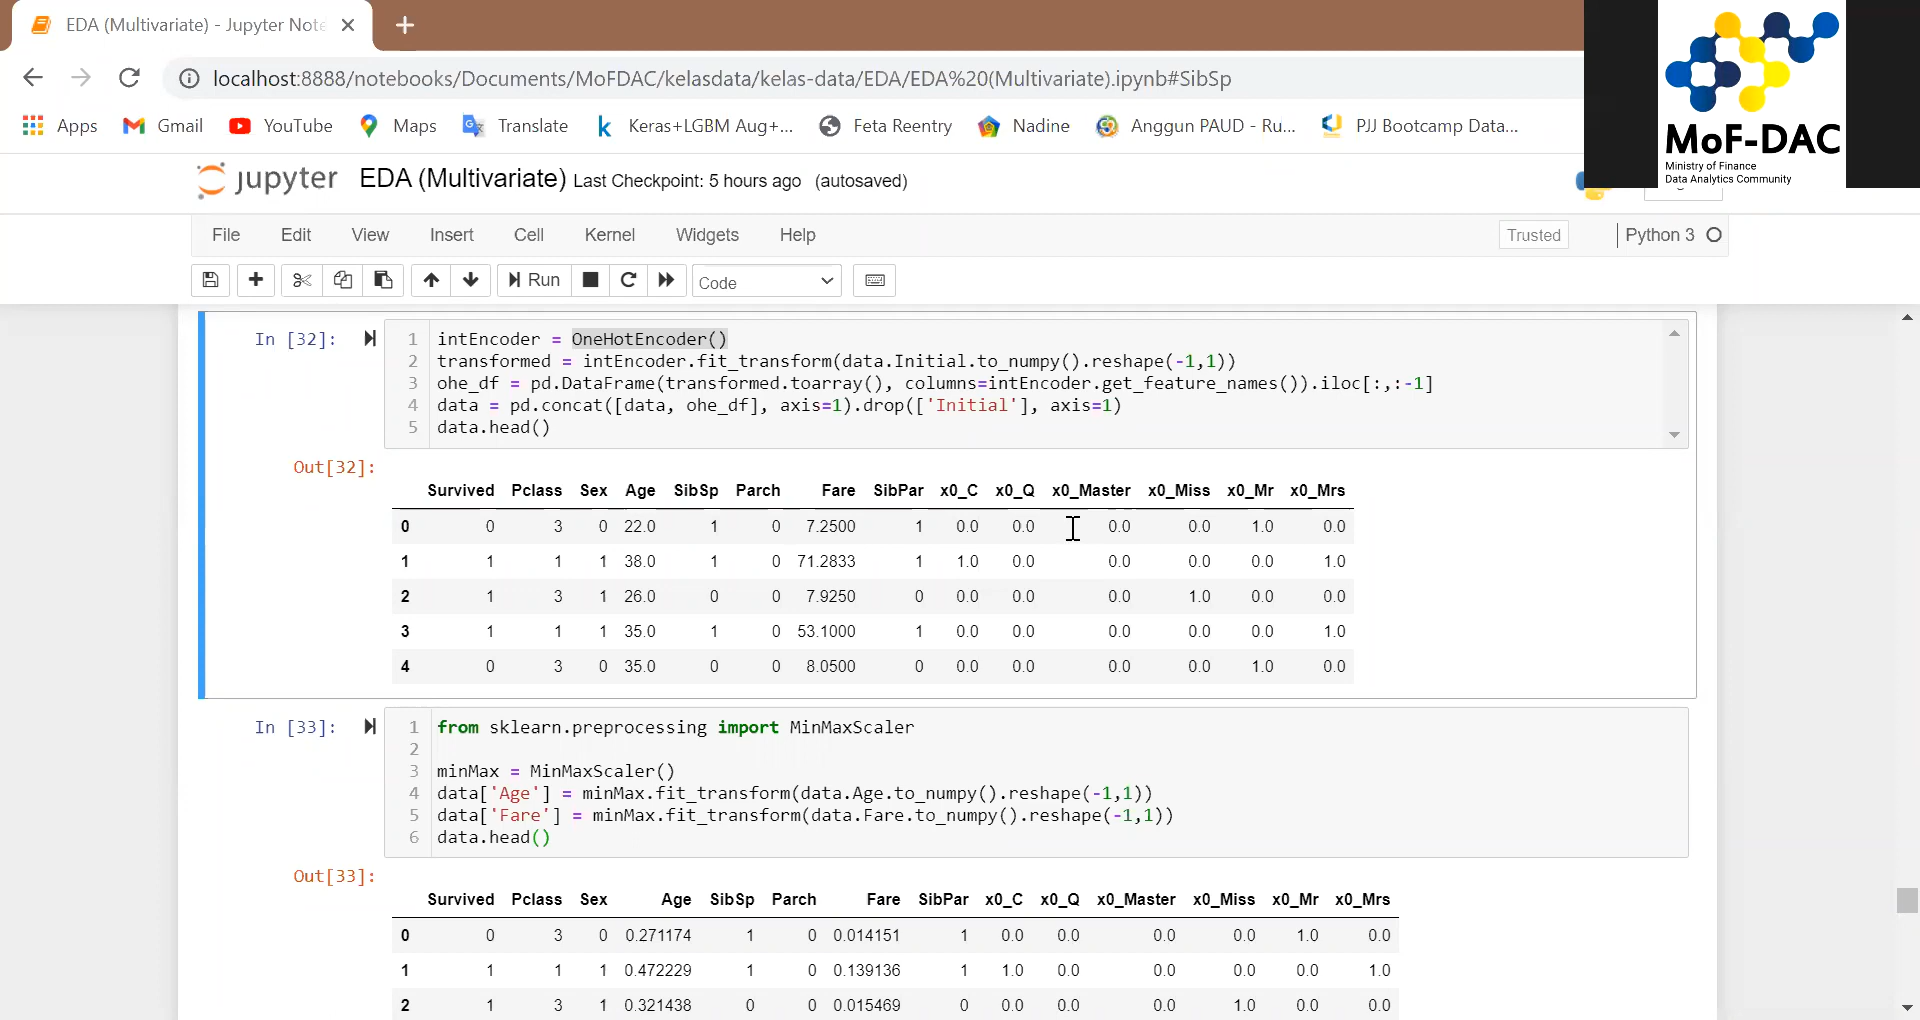 EDA (Multivariate) - Jupyter Note
localhost:8888/notebooks/Documents/MoFDAC/kelasdata/kelas-data/EDA/EDA%20(Multivariate).ipynb#SibSp
Apps Gmail YouTube Maps Translate Keras+LGBM Aug+... Feta Reentry Nadine Anggun PAUD - Ru... PJJ Bootcamp Data...
MoF-DAC
Ministry of Finance
Data Analytics Community
jupyter EDA (Multivariate) Last Checkpoint: 5 hours ago (autosaved)
File Edit View Insert Cell Kernel Widgets Help Trusted Python 3
Run Code
In [32]:
1 intEncoder = OneHotEncoder()
2 transformed = intEncoder.fit_transform(data.Initial.to_numpy().reshape(-1,1))
3 ohe_df = pd.DataFrame(transformed.toarray(), columns=intEncoder.get_feature_names()).iloc[:,:-1]
4 data = pd.concat([data, ohe_df], axis=1).drop(['Initial'], axis=1)
5 data.head()
Out[32]:
Survived Pclass Sex Age SibSp Parch Fare SibPar x0_C x0_Q x0_Master x0_Miss x0_Mr x0_Mrs
0 0 3 0 22.0 1 0 7.2500 1 0.0 0.0 0.0 0.0 1.0 0.0
1 1 1 1 38.0 1 0 71.2833 1 1.0 0.0 0.0 0.0 0.0 1.0
2 1 3 1 26.0 0 0 7.9250 0 0.0 0.0 0.0 1.0 0.0 0.0
3 1 1 1 35.0 1 0 53.1000 1 0.0 0.0 0.0 0.0 0.0 1.0
4 0 3 0 35.0 0 0 8.0500 0 0.0 0.0 0.0 0.0 1.0 0.0
In [33]:
1 from sklearn.preprocessing import MinMaxScaler
2
3 minMax = MinMaxScaler()
4 data['Age'] = minMax.fit_transform(data.Age.to_numpy().reshape(-1,1))
5 data['Fare'] = minMax.fit_transform(data.Fare.to_numpy().reshape(-1,1))
6 data.head()
Out[33]:
Survived Pclass Sex Age SibSp Parch Fare SibPar x0_C x0_Q x0_Master x0_Miss x0_Mr x0_Mrs
0 0 3 0 0.271174 1 0 0.014151 1 0.0 0.0 0.0 0.0 1.0 0.0
1 1 1 1 0.472229 1 0 0.139136 1 1.0 0.0 0.0 0.0 0.0 1.0
2 1 3 1 0.321438 0 0 0.015469 0 0.0 0.0 0.0 1.0 0.0 0.0